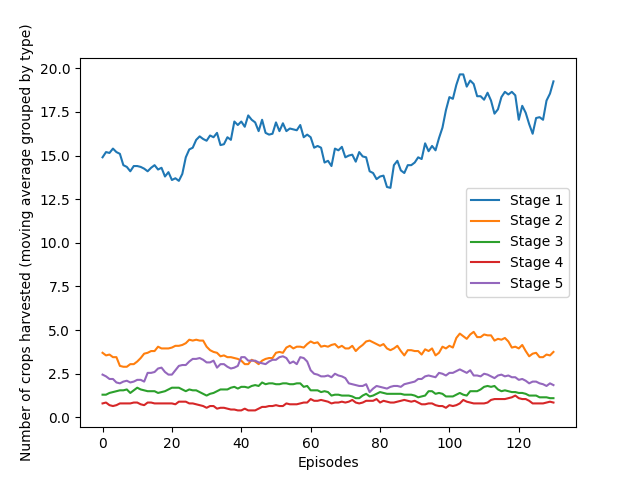 Number of crops harvested (moving average grouped by type)
20.0
17.5
15.0
12.5
10.0
7.5
5.0
2.5
0.0
Stage 1
Stage 2
Stage 3
Stage 4
Stage 5
0 20 40 60 80 100 120
Episodes